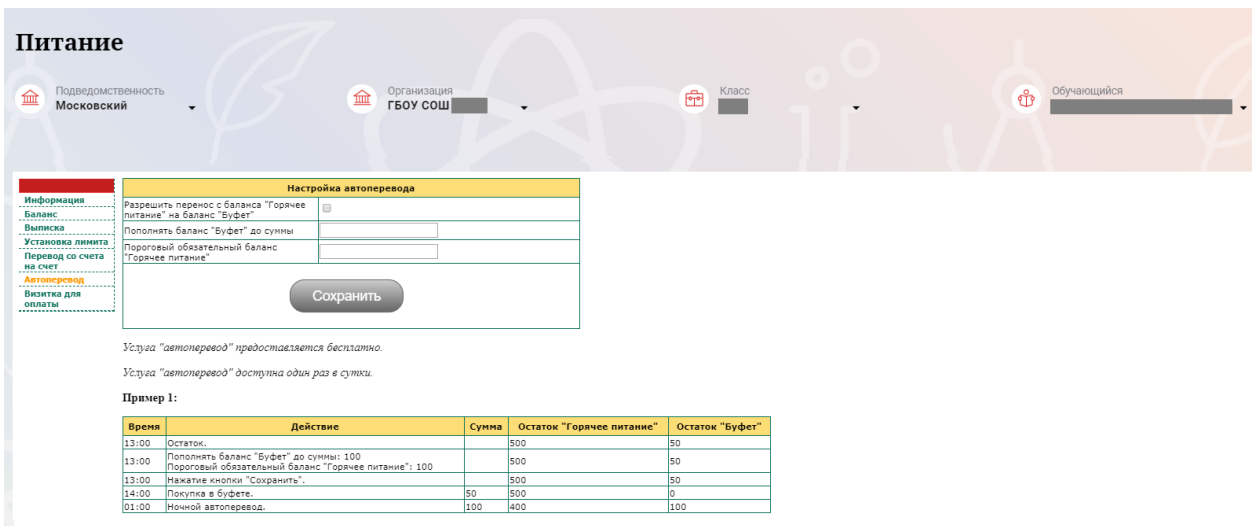 Питание
Подведомственность
Московский
Организация
ГБОУ СОШ
Класс
Обучающийся
Информация
Баланс
Выписка
Установка лимита
Перевод со счета
на счет
Автоперевод
Визитка для
оплаты
Настройка автоперевода
Разрешить перенос с баланса "Горячее
питание" на баланс "Буфет"
Пополнять баланс "Буфет" до суммы
Пороговый обязательный баланс
"Горячее питание"
Сохранить
Услуга "автоперевод" предоставляется бесплатно.
Услуга "автоперевод" доступна один раз в сутки.
Пример 1:
Время Действие Сумма Остаток "Горячее питание" Остаток "Буфет"
13:00 Остаток. 500 50
13:00 Пополнять баланс "Буфет" до суммы: 100
Пороговый обязательный баланс "Горячее питание": 100 500 50
13:00 Нажатие кнопки "Сохранить". 500 50
14:00 Покупка в буфете. 50 500 0
01:00 Ночной автоперевод. 100 400 100